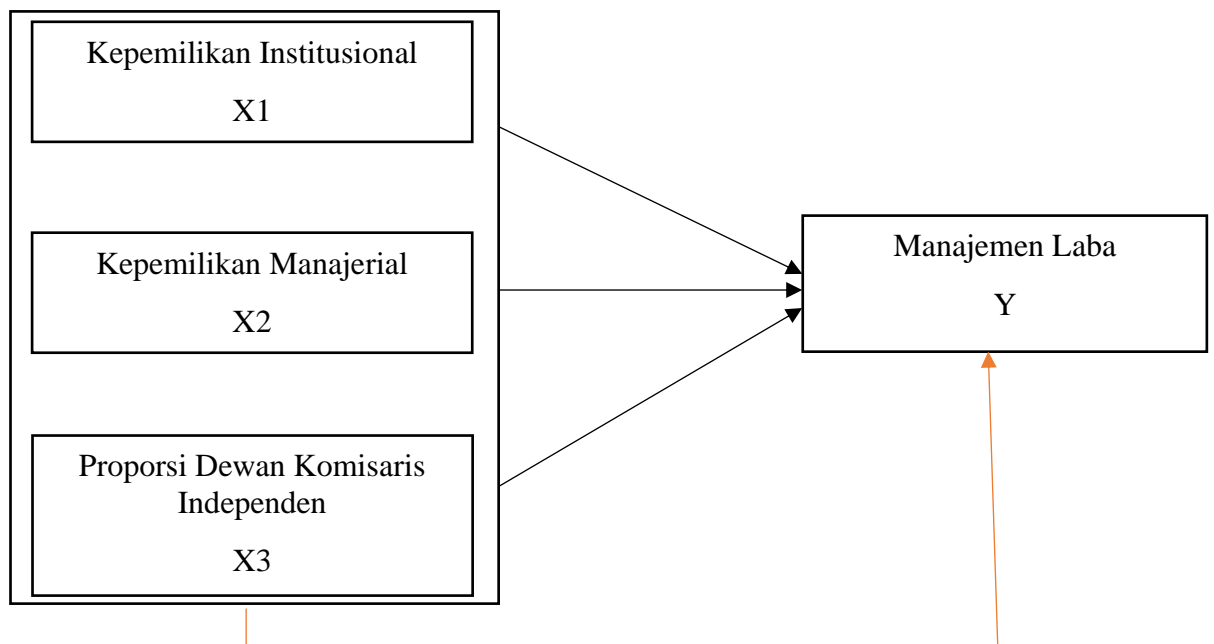 Kepemilikan Institusional
X1
Kepemilikan Manajerial
X2
Proporsi Dewan Komisaris
Independen
X3
Manajemen Laba
Y